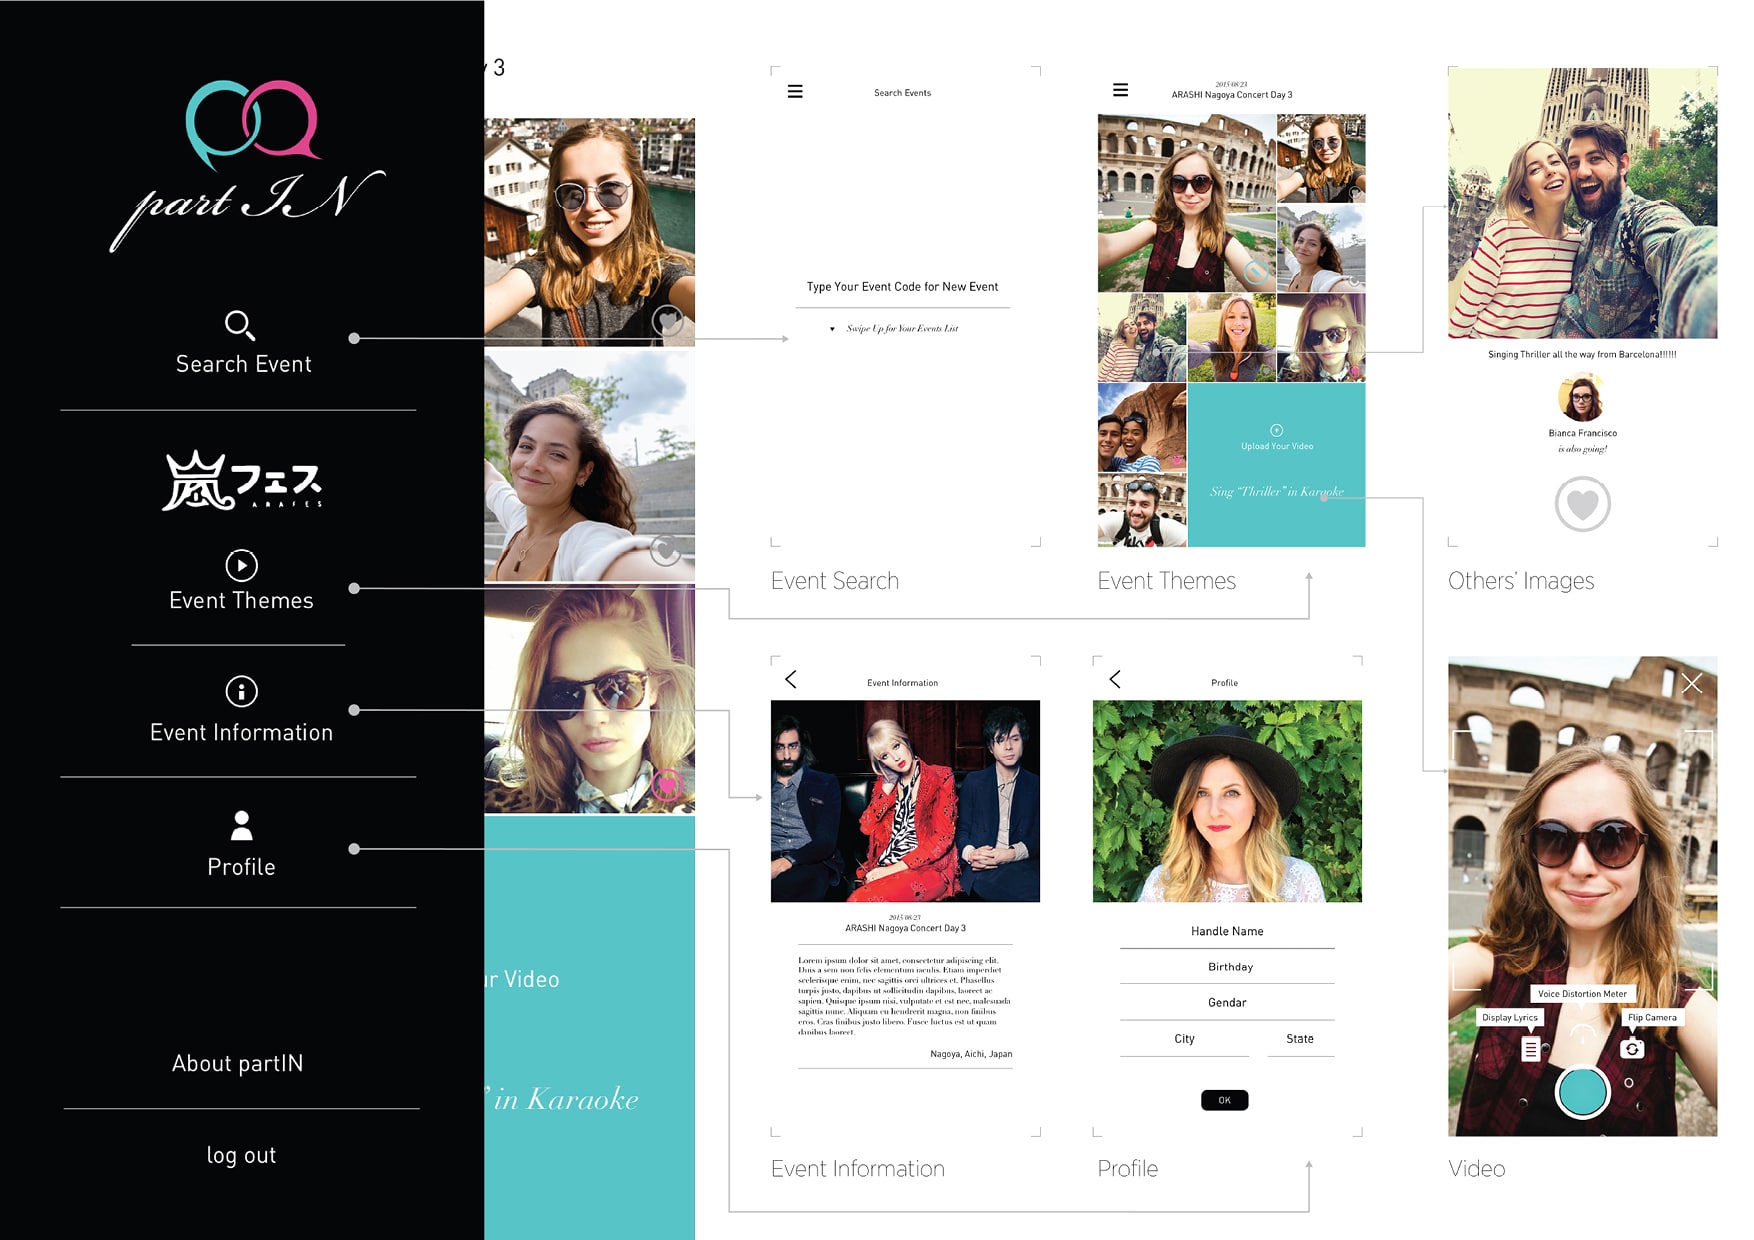 part IN
Search Event
嵐フェス
ARAFES
Event Themes
Event Information
Profile
About partIN
log out
y 3
ur Video
” in Karaoke
Search Events
Type Your Event Code for New Event
Swipe Up for Your Events List
Event Search
2015/08/23
ARASHI Nagoya Concert Day 3
Upload Your Video
Sing “Thriller” in Karaoke
Event Themes
Singing Thriller all the way from Barcelona!!!!!!
Bianca Francisco
is also going!
Others’ Images
Event Information
2015/08/23
ARASHI Nagoya Concert Day 3
Lorem ipsum dolor sit amet, consectetur adipiscing elit.
Duis a sem non felis elementum iaculis. Etiam imperdiet
scelerisque enim, nec sagittis orci ultrices et. Phasellus
turpis justo, dapibus ut sollicitudin dapibus, laoreet ac
sapien. Quisque ipsum nisi, vulputate et est nec, malesuada
sagittis nunc. Aliquam eu hendrerit magna, non finibus
eros. Cras finibus justo libero. Fusce luctus est ut quam
dapibus laoreet.
Nagoya, Aichi, Japan
Event Information
Profile
Handle Name
Birthday
Gendar
City
State
OK
Profile
Voice Distortion Meter
Display Lyrics
Flip Camera
Video